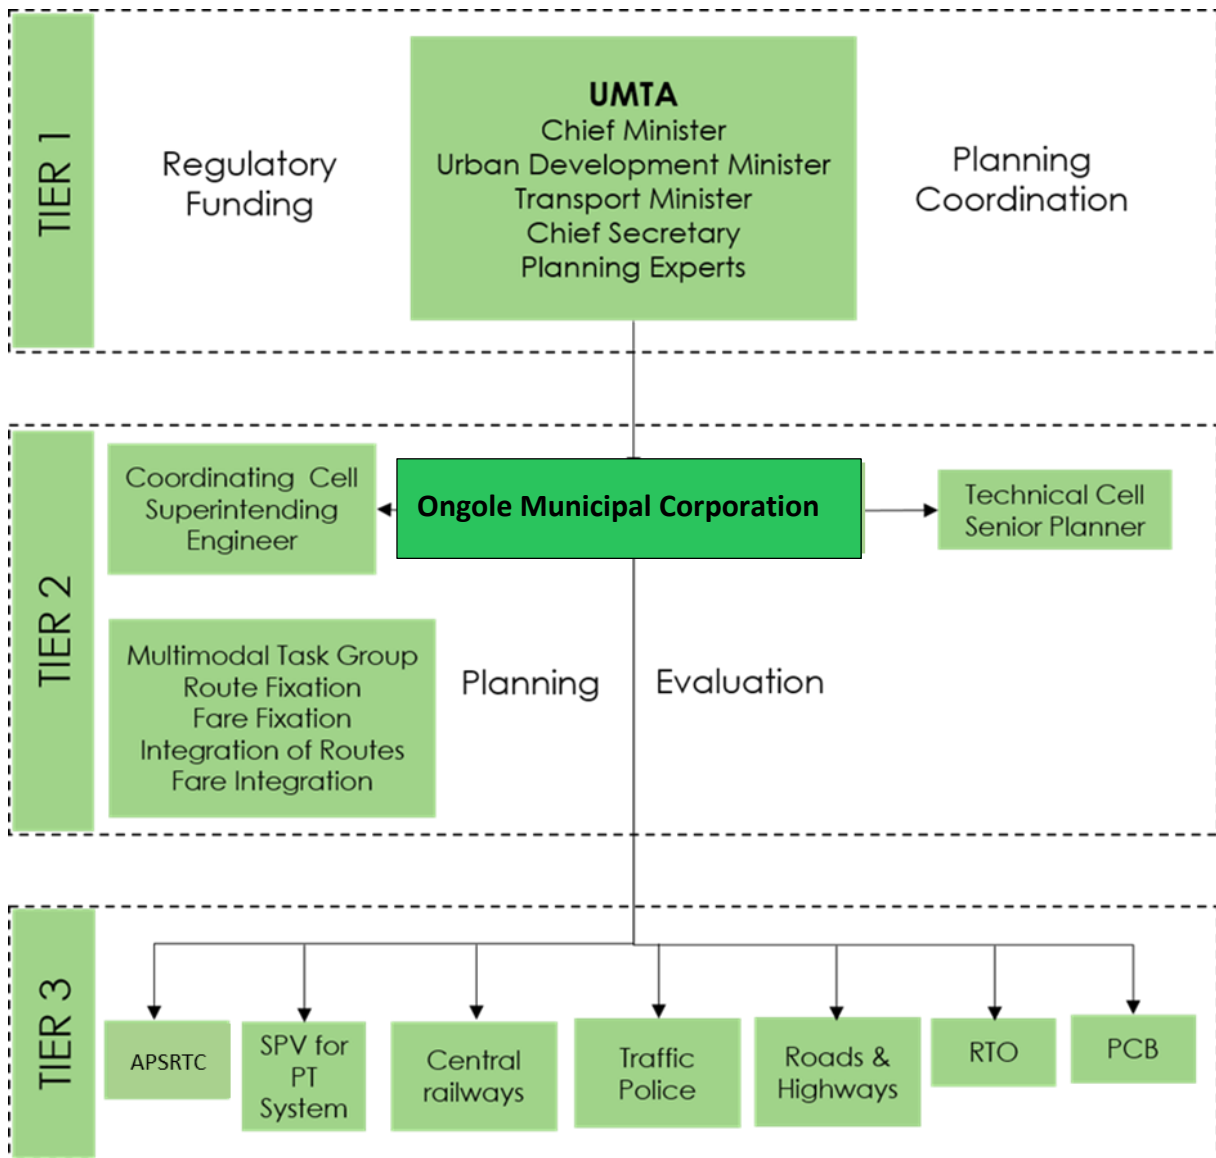 TIER 1
Regulatory
Funding
UMTA
Chief Minister
Urban Development Minister
Transport Minister
Chief Secretary
Planning Experts
Planning
Coordination
TIER 2
Coordinating Cell
Superintending
Engineer
Ongole Municipal Corporation
Technical Cell
Senior Planner
Multimodal Task Group
Route Fixation
Fare Fixation
Integration of Routes
Fare Integration
Planning
Evaluation
TIER 3
APSRTC
SPV for
PT
System
Central
railways
Traffic
Police
Roads &
Highways
RTO
PCB